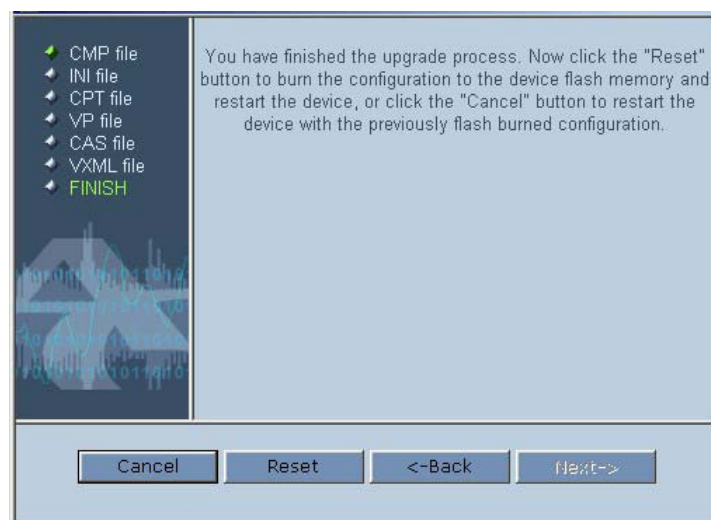 CMP file
INI file
CPT file
VP file
CAS file
VXML file
FINISH
You have finished the upgrade process. Now click the "Reset"
button to burn the configuration to the device flash memory and
restart the device, or click the "Cancel" button to restart the
device with the previously flash burned configuration.
Cancel
Reset
<-Back
Next->